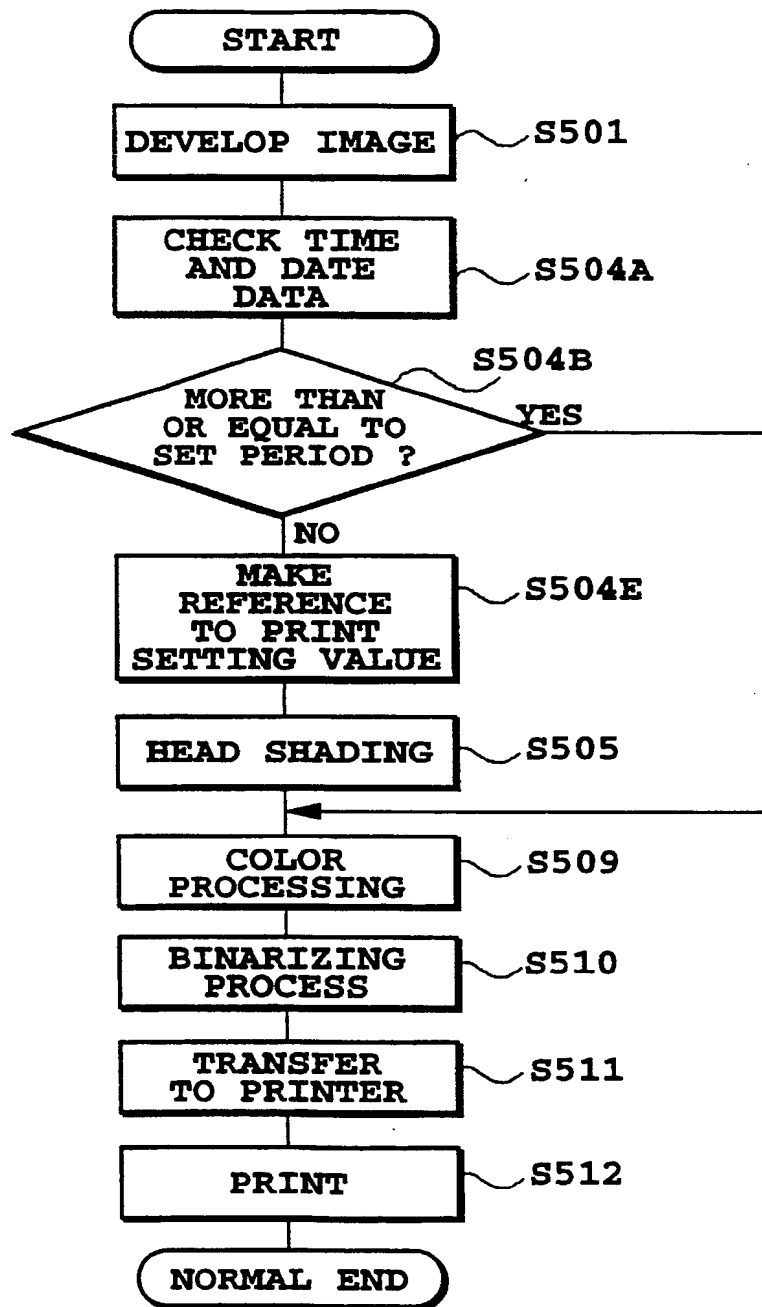 START
DEVELOP IMAGE
S501
CHECK TIME
AND DATE
DATA
S504A
S504B
MORE THAN
OR EQUAL TO
SET PERIOD ?
YES
NO
MAKE
REFERENCE
TO PRINT
SETTING VALUE
S504E
HEAD SHADING
S505
COLOR
PROCESSING
S509
BINARIZING
PROCESS
S510
TRANSFER
TO PRINTER
S511
PRINT
S512
NORMAL END